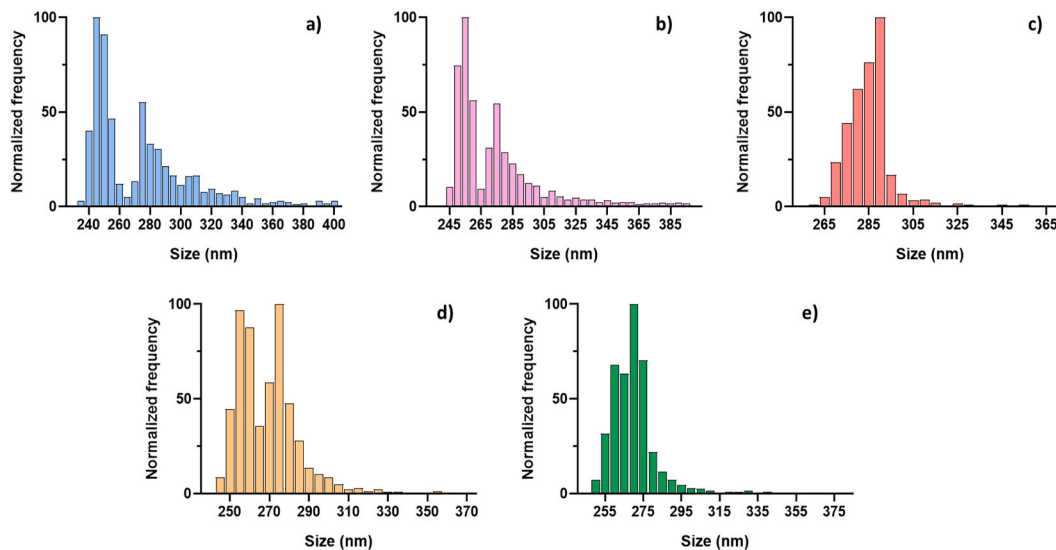 a)
Normalized frequency
100
50
0
240 260 280 300 320 340 360 380 400
Size (nm)
b)
Normalized frequency
100
50
0
245 265 285 305 325 345 365 385
Size (nm)
c)
Normalized frequency
100
50
0
265 285 305 325 345 365
Size (nm)
d)
Normalized frequency
100
50
0
250 270 290 310 330 350 370
Size (nm)
e)
Normalized frequency
100
50
0
255 275 295 315 335 355 375
Size (nm)